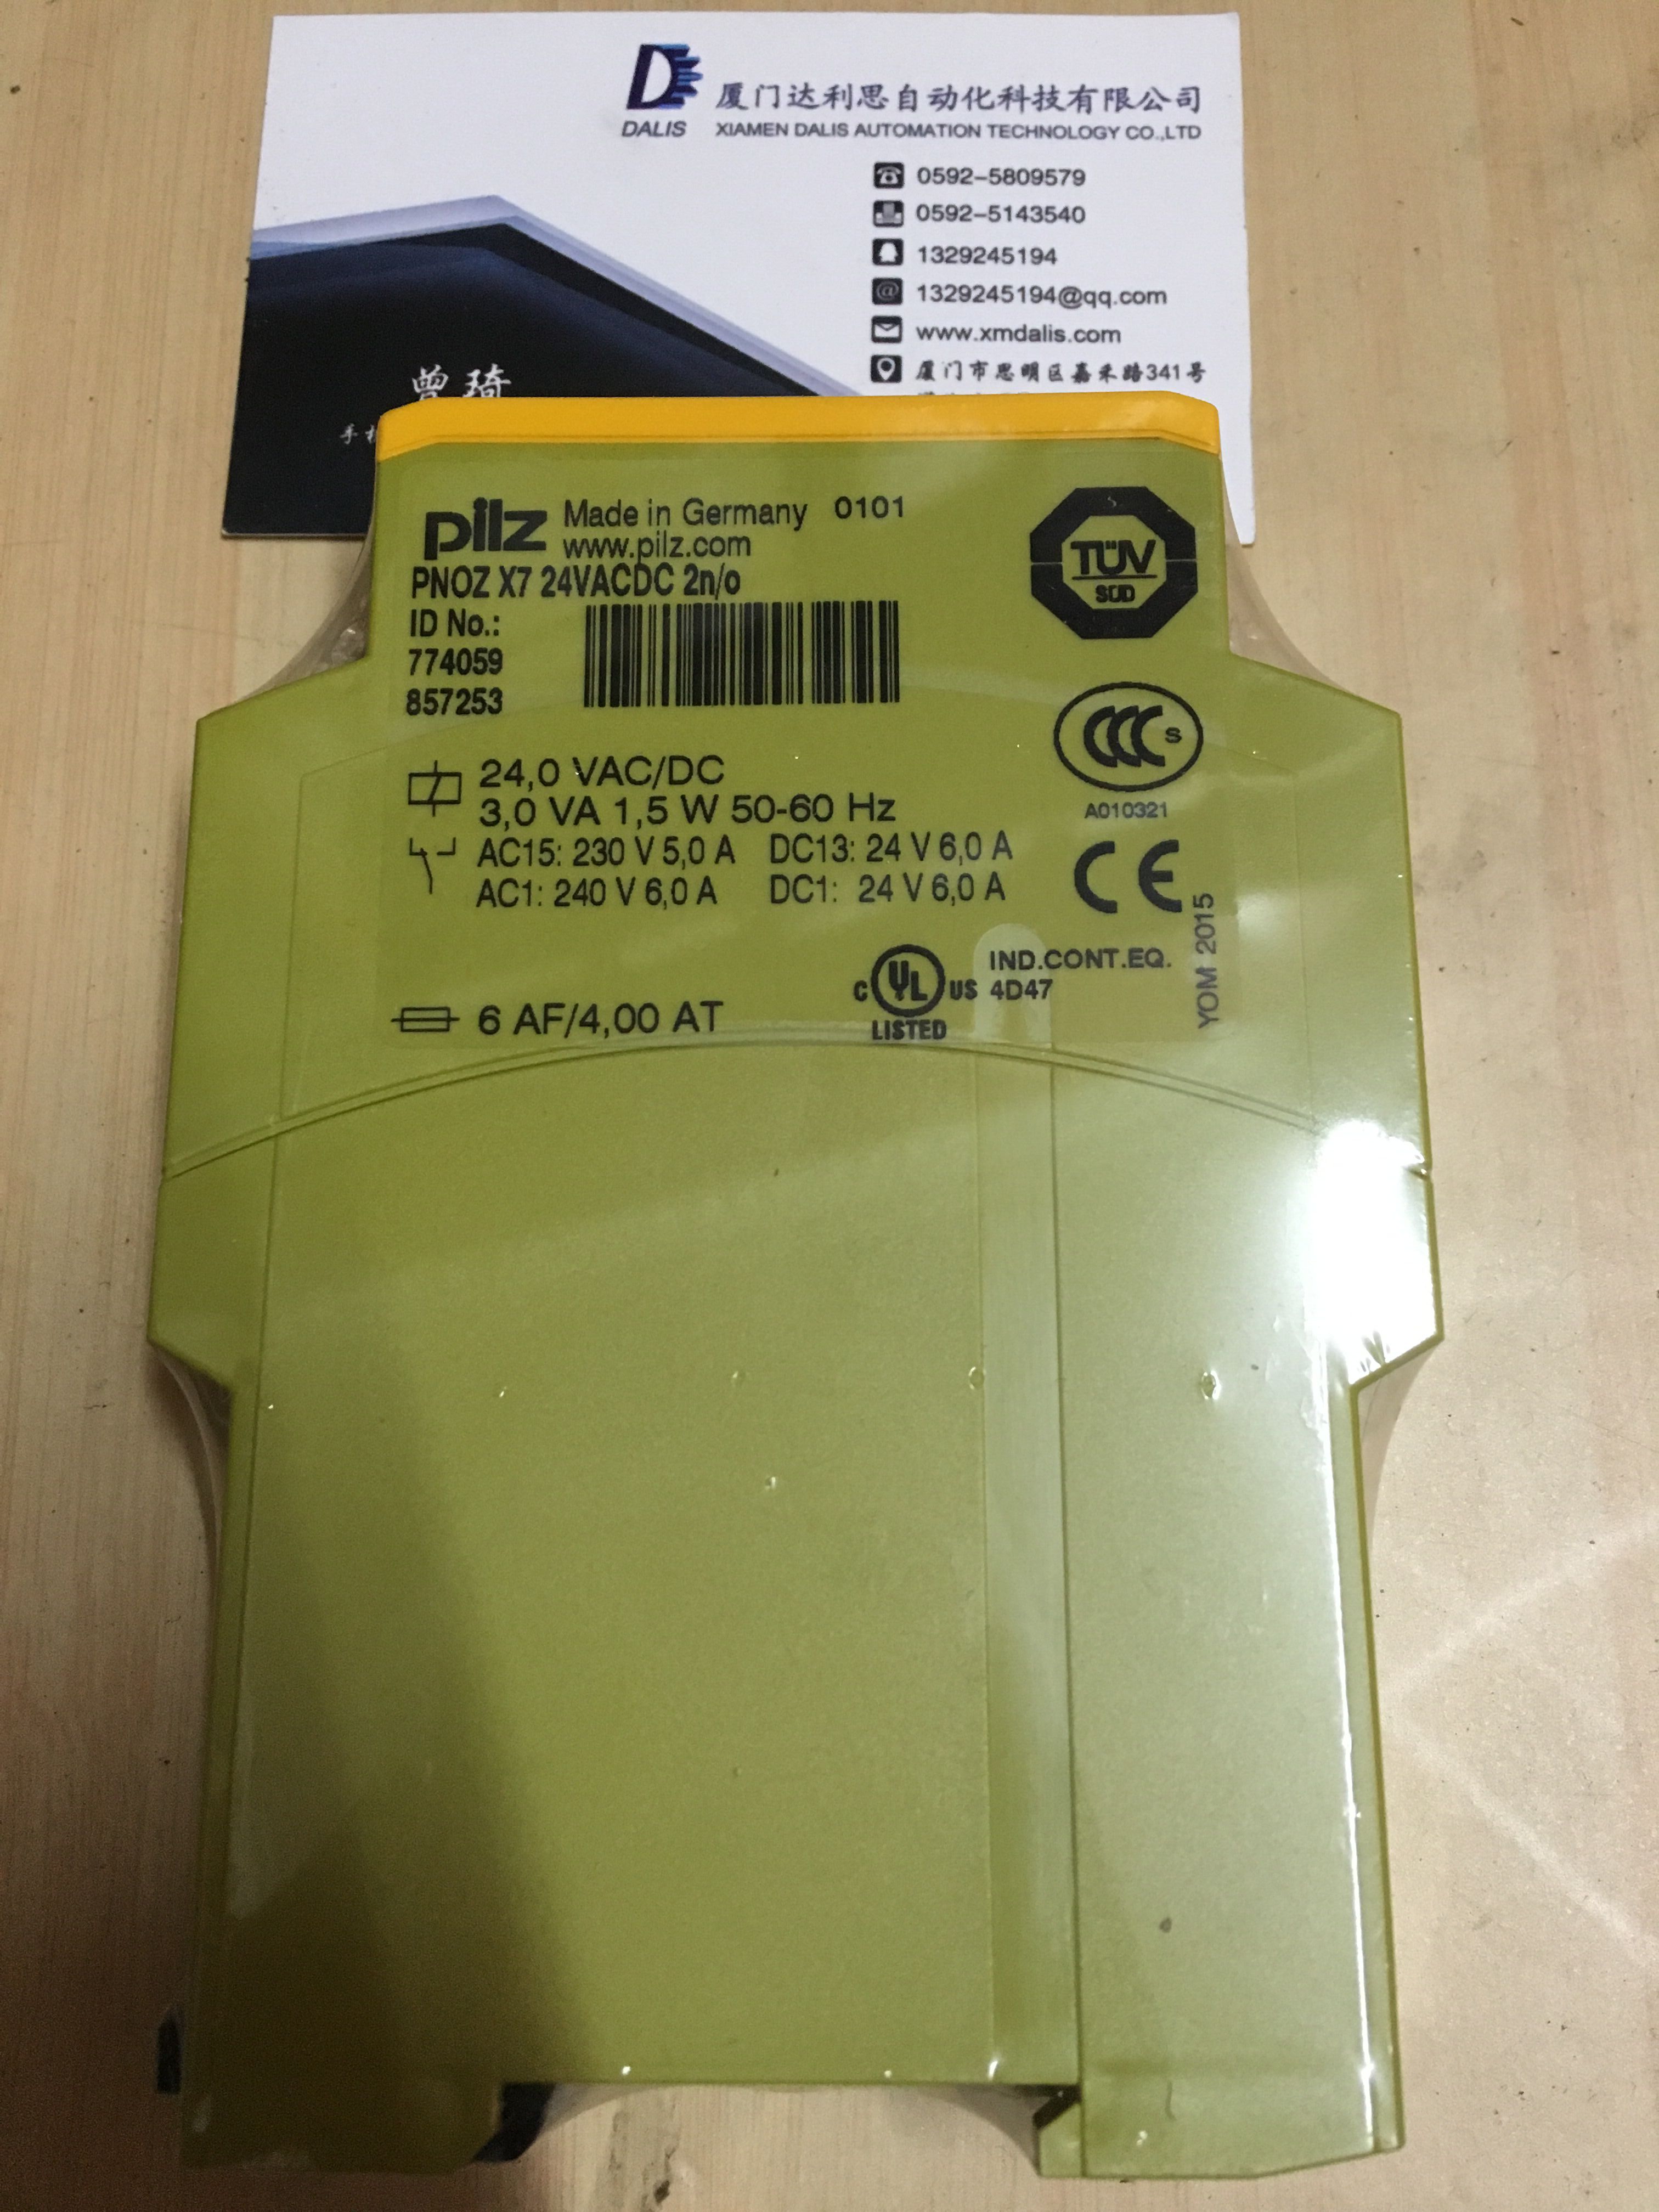 DALIS
厦门达利思自动化科技有限公司
XIAMEN DALIS AUTOMATION TECHNOLOGY CO.,LTD
0592-5809579
0592-5143540
1329245194
1329245194@qq.com
www.xmdalis.com
厦门市思明区嘉禾路341号
曾琦
手
pilz Made in Germany 0101
www.pilz.com
PNOZ X7 24VACDC 2n/o
ID No.:
774059
857253
TÜV
SÜD
CCC S
A010321
24,0 VAC/DC
3,0 VA 1,5 W 50-60 Hz
AC15: 230 V 5,0 A DC13: 24 V 6,0 A
AC1: 240 V 6,0 A DC1: 24 V 6,0 A
CE
YOM 2015
6 AF/4,00 AT
C UL US
LISTED
IND.CONT.EQ.
4D47